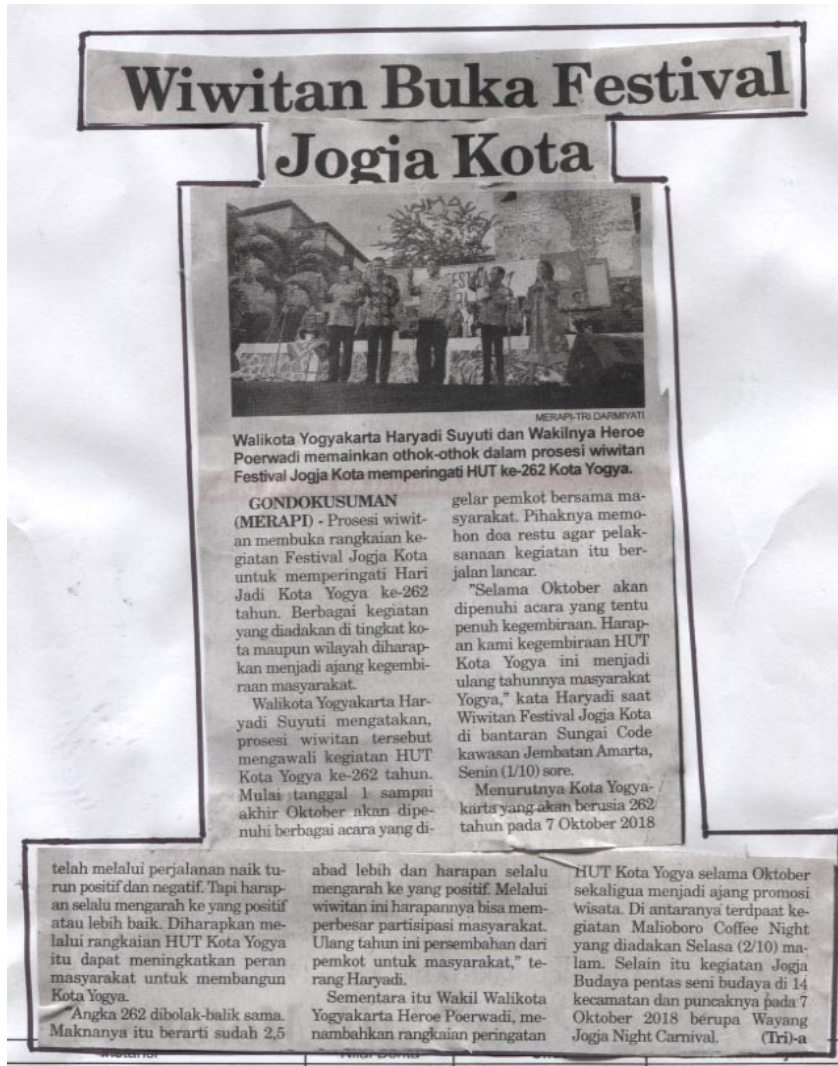 Wiwitan Buka Festival
Jogja Kota
MERAPI-TRI DARMIYATI
Walikota Yogyakarta Haryadi Suyuti dan Wakilnya Heroe
Poerwadi memainkan othok-othok dalam prosesi wiwitan
Festival Jogja Kota memperingati HUT ke-262 Kota Yogya.
GONDOKUSUMAN
(MERAPI) - Prosesi wiwit-
an membuka rangkaian ke-
giatan Festival Jogja Kota
untuk memperingati Hari
Jadi Kota Yogya ke-262
tahun. Berbagai kegiatan
yang diadakan di tingkat ko-
ta maupun wilayah diharap-
kan menjadi ajang kegembi-
raan masyarakat.
Walikota Yogyakarta Har-
yadi Suyuti mengatakan,
prosesi wiwitan tersebut
mengawali kegiatan HUT
Kota Yogya ke-262 tahun.
Mulai tanggal 1 sampai
akhir Oktober akan dipe-
nuhi berbagai acara yang di-
gelar pemkot bersama ma-
syarakat. Pihaknya memo-
hon doa restu agar pelak-
sanaan kegiatan itu ber-
jalan lancar.
"Selama Oktober akan
dipenuhi acara yang tentu
penuh kegembiraan. Harap-
an kami kegembiraan HUT
Kota Yogya ini menjadi
ulang tahunnya masyarakat
Yogya," kata Haryadi saat
Wiwitan Festival Jogja Kota
di bantaran Sungai Code
kawasan Jembatan Amarta,
Senin (1/10) sore.
Menurutnya Kota Yogya-
karta yang akan berusia 262
tahun pada 7 Oktober 2018
telah melalui perjalanan naik tu-
run positif dan negatif. Tapi harap-
an selalu mengarah ke yang positif
atau lebih baik. Diharapkan me-
lalui rangkaian HUT Kota Yogya
itu dapat meningkatkan peran
masyarakat untuk membangun
Kota Yogya.
"Angka 262 dibolak-balik sama.
Maknanya itu berarti sudah 2,5
abad lebih dan harapan selalu
mengarah ke yang positif. Melalui
wiwitan ini harapannya bisa mem-
perbesar partisipasi masyarakat.
Ulang tahun ini persembahan dari
pemkot untuk masyarakat," te-
rang Haryadi.
Sementara itu Wakil Walikota
Yogyakarta Heroe Poerwadi, me-
nambahkan rangkaian peringatan
HUT Kota Yogya selama Oktober
sekaligua menjadi ajang promosi
wisata. Di antaranya terdpaat ke-
giatan Malioboro Coffee Night
yang diadakan Selasa (2/10) ma-
lam. Selain itu kegiatan Jogja
Budaya pentas seni budaya di 14
kecamatan dan puncaknya pada 7
Oktober 2018 berupa Wayang
Jogja Night Carnival. (Tri)-a